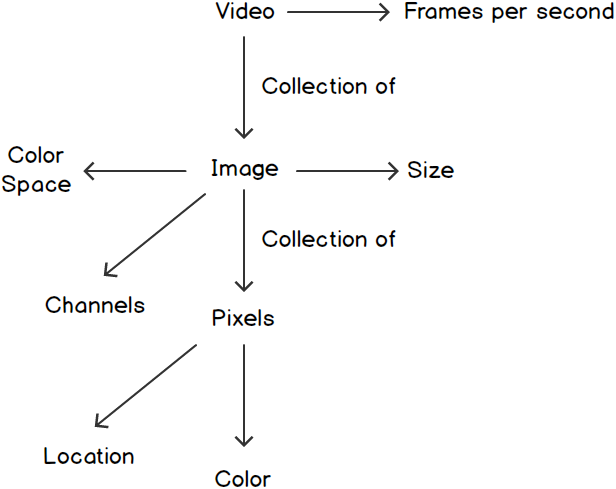 Video
Frames per second
Collection of
Color
Space
Image
Size
Collection of
Channels
Pixels
Location
Color